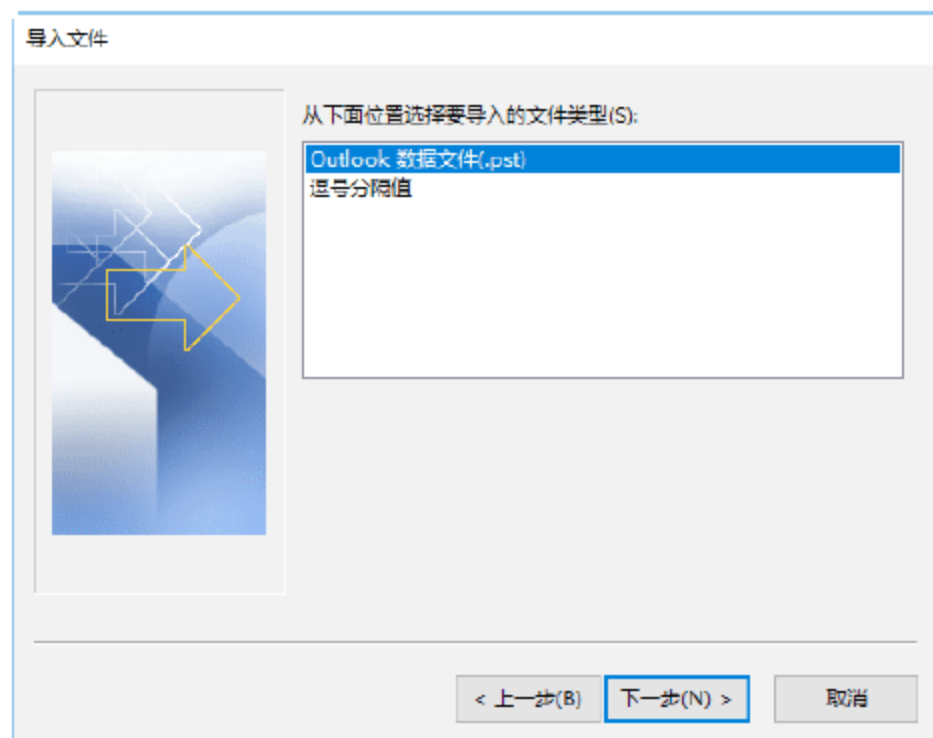 导入文件
从下面位置选择要导入的文件类型(S):
Outlook 数据文件(.pst)
逗号分隔值
< 上一步(B)
下一步(N) >
取消